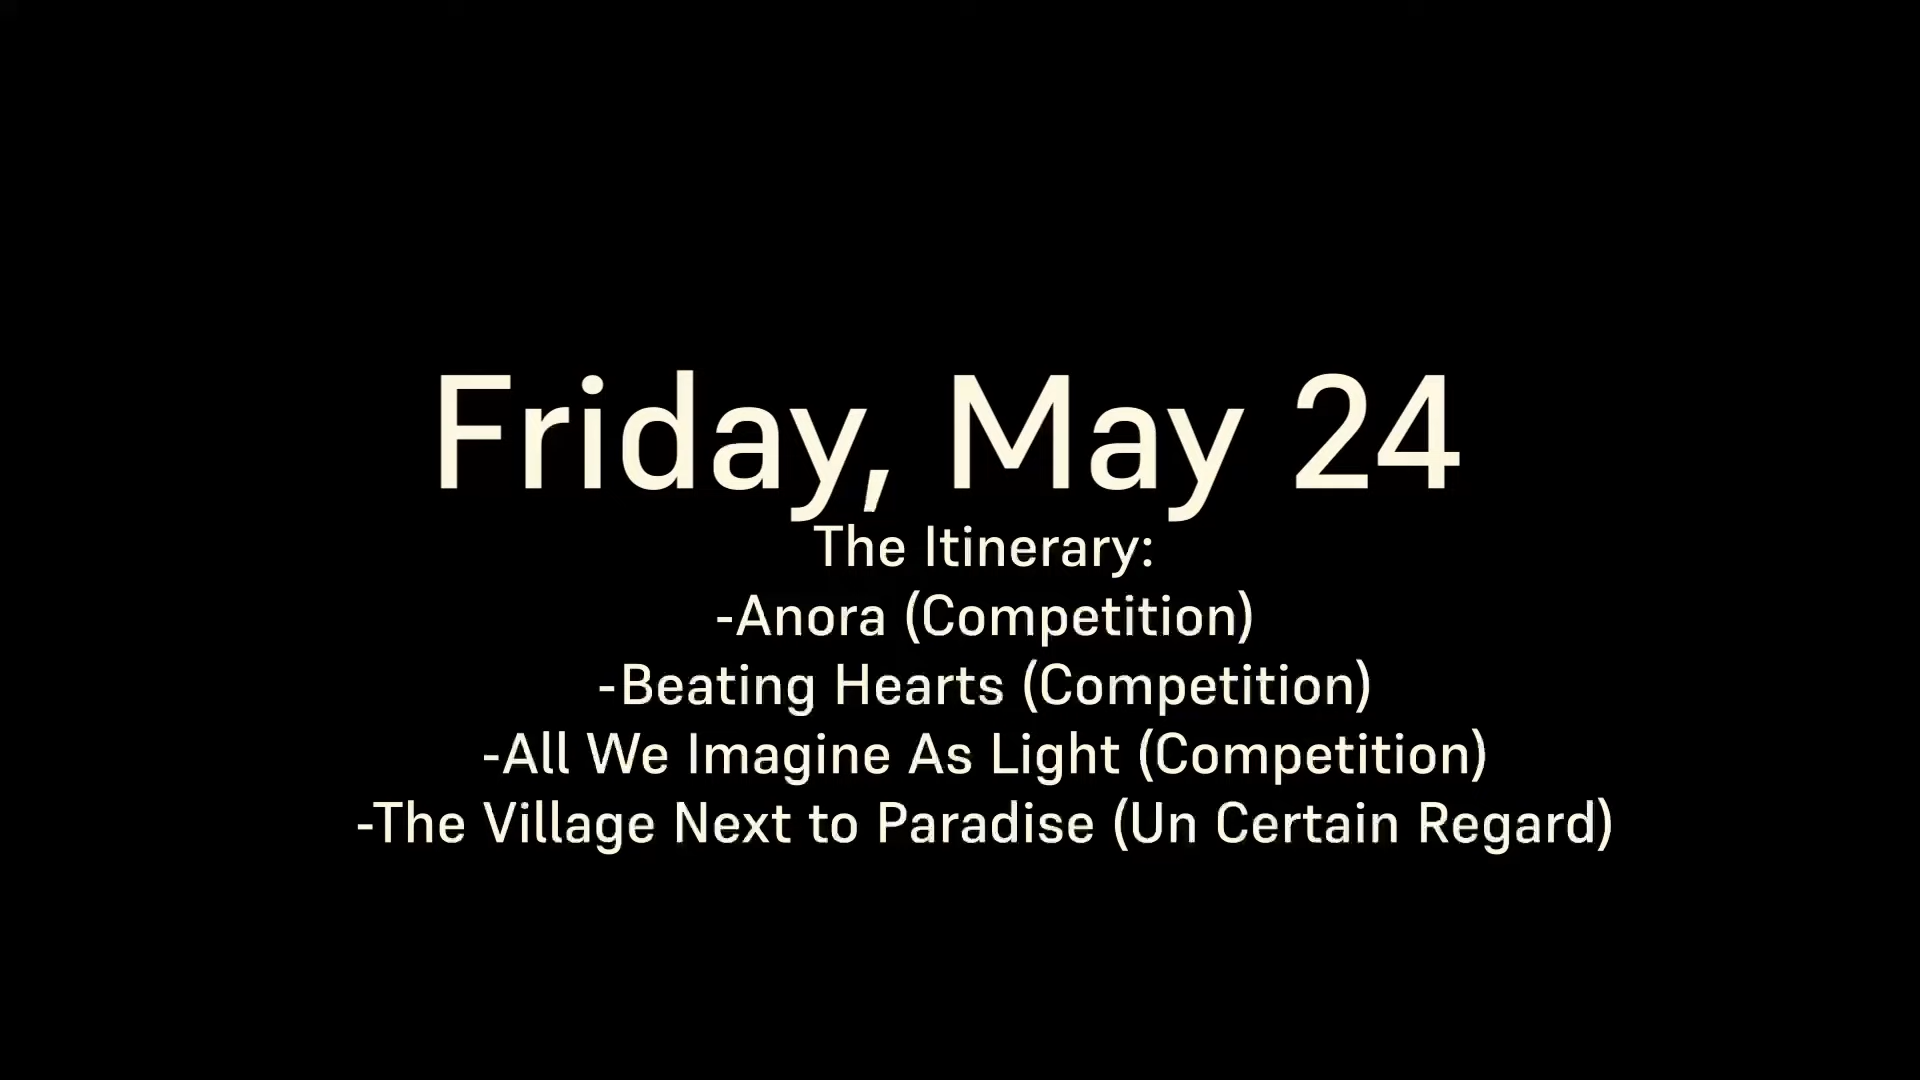 Friday, May 24
The Itinerary:
-Anora (Competition)
-Beating Hearts (Competition)
-All We Imagine As Light (Competition)
-The Village Next to Paradise (Un Certain Regard)